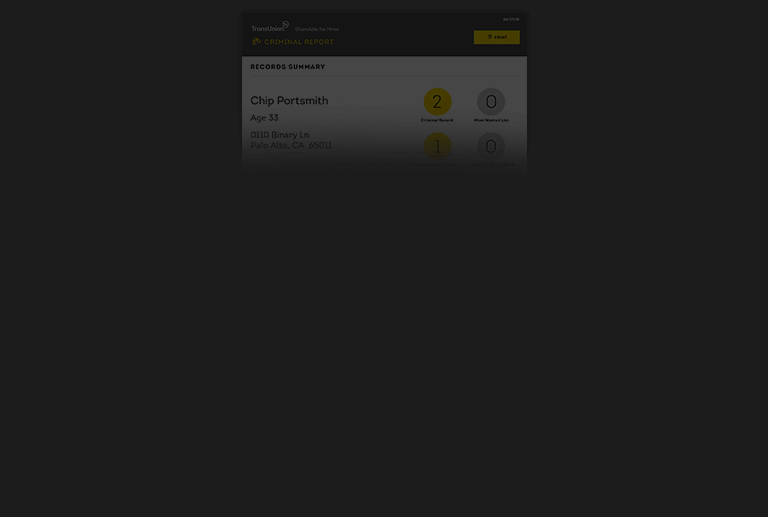 TransUnion ShareAble for Hires
CRIMINAL REPORT
PRINT
RECORDS SUMMARY
Chip Portsmith
Age 33
0110 Binary Ln
Palo Alto, CA 65011
2
Criminal Record
0
Most Wanted List
1
0